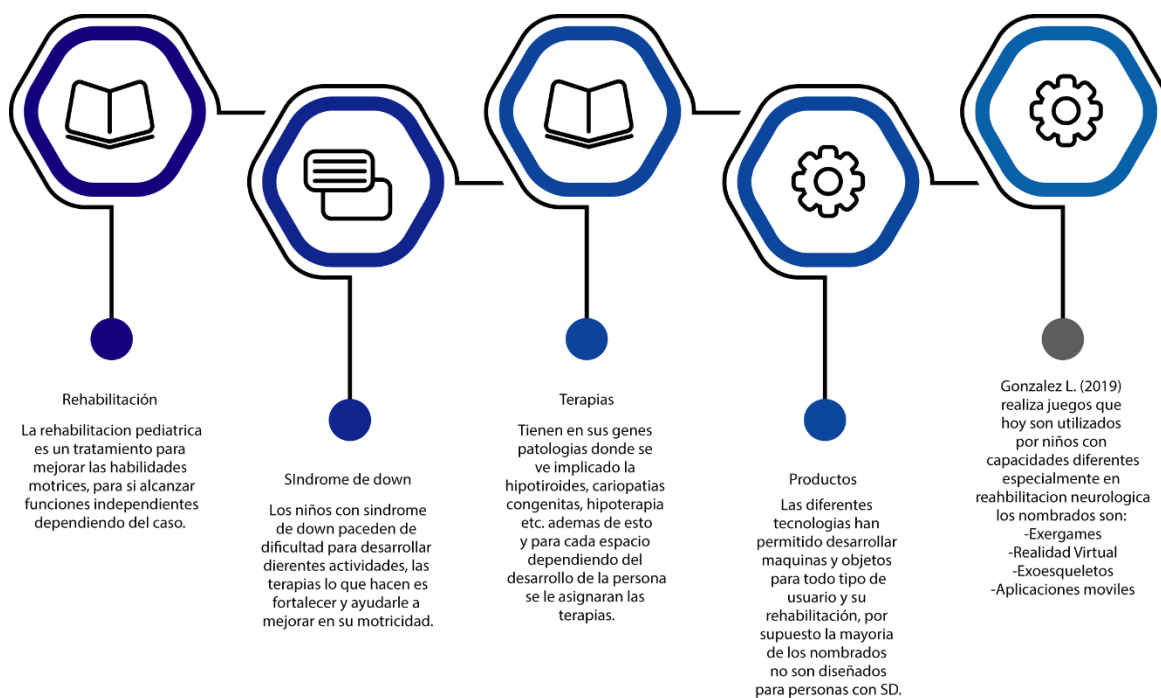 Rehabilitación
La rehabilitacion pediatrica
es un tratamiento para
mejorar las habilidades
motrices, para si alcanzar
funciones independientes
dependiendo del caso.
SIndrome de down
Los niños con sindrome
de down paceden de
dificultad para desarrollar
dierentes actividades, las
terapias lo que hacen es
fortalecer y ayudarle a
mejorar en su motricidad.
Terapias
Tienen en sus genes
patologias donde se
ve implicado la
hipotiroides, cariopatias
congenitas, hipoterapia
etc. ademas de esto
y para cada espacio
dependiendo del
desarrollo de la persona
se le asignaran las
terapias.
Productos
Las diferentes
tecnologias han
permitido desarrollar
maquinas y objetos
para todo tipo de
usuario y su
rehabilitación, por
supuesto la mayoria
de los nombrados
no son diseñados
para personas con SD.
Gonzalez L. (2019)
realiza juegos que
hoy son utilizados
por niños con
capacidades diferentes
especialmente en
reahbilitacion neurologica
los nombrados son:
-Exergames
-Realidad Virtual
-Exoesqueletos
-Aplicaciones moviles